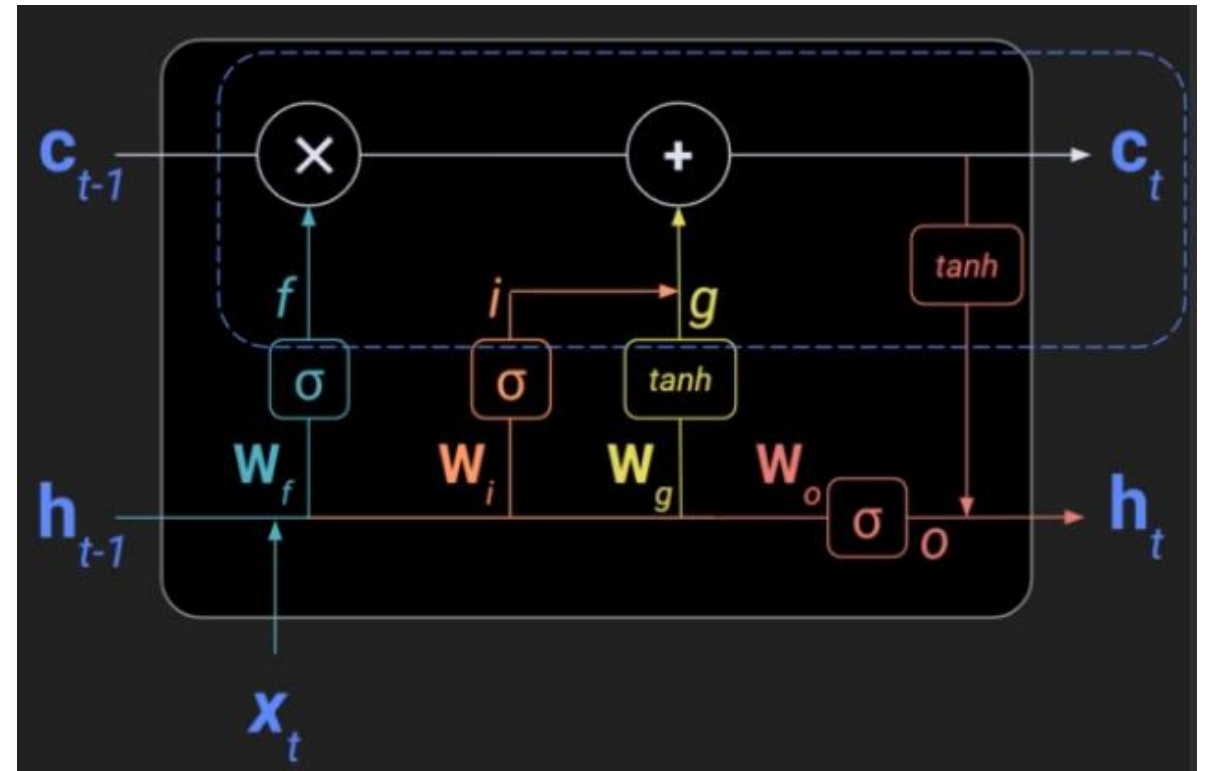 × +
c t-1 c t
tanh
f i g
σ σ tanh
W f W i W g W o
h t-1 σ o h t
x t